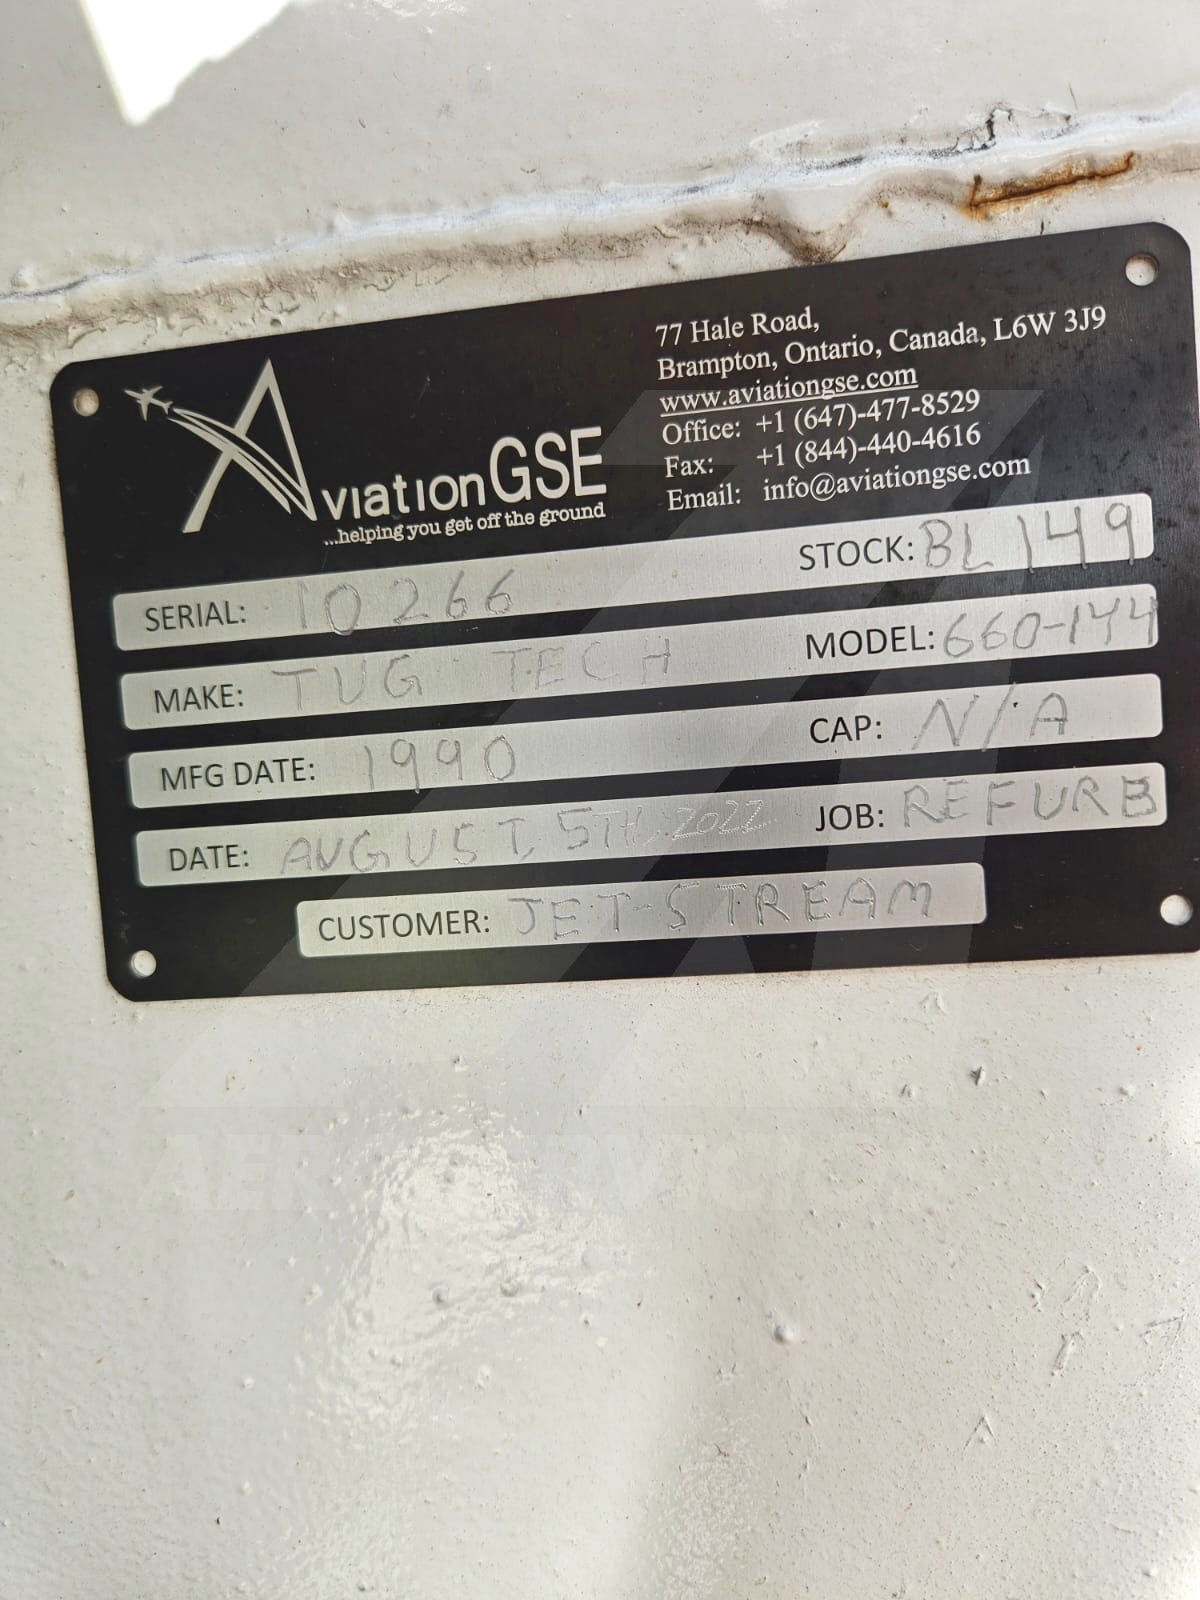 77 Hale Road,
Brampton, Ontario, Canada, L6W 3J9
www.aviationgse.com
Office: +1 (647)-477-8529
Fax: +1 (844)-440-4616
Email: info@aviationgse.com
AviationGSE
...helping you get off the ground
SERIAL: 10266 STOCK: BL149
MAKE: TUG TECH MODEL: 660-144
MFG DATE: 1990 CAP: N/A
DATE: AUGUST, 5TH, 2022 JOB: REFURB
CUSTOMER: JET-STREAM